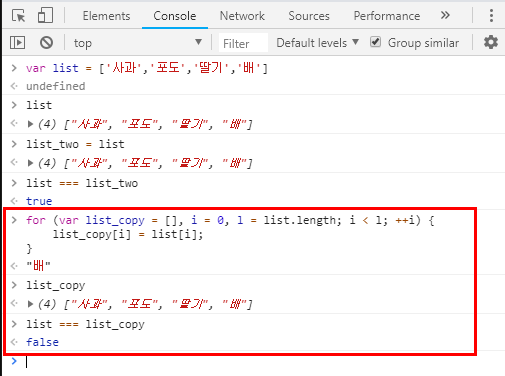 Elements Console Network Sources Performance »
top ▼ Filter Default levels ▼ Group similar
> var list = ['사과','포도','딸기','배']
undefined
> list
▶(4) ["사과", "포도", "딸기", "배"]
> list_two = list
▶(4) ["사과", "포도", "딸기", "배"]
> list === list_two
true
> for (var list_copy = [], i = 0, l = list.length; i < l; ++i) {
list_copy[i] = list[i];
}
"배"
> list_copy
▶(4) ["사과", "포도", "딸기", "배"]
> list === list_copy
false
>